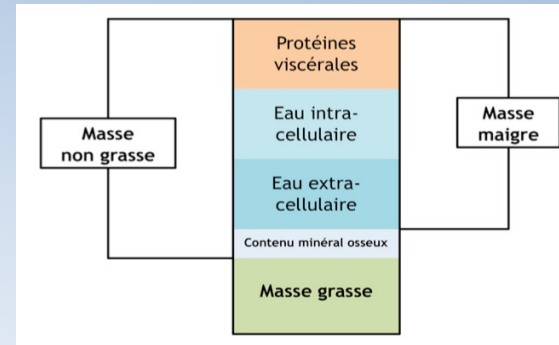 Protéines
viscérales
Eau intra-
cellulaire
Masse
non grasse
Masse
maigre
Eau extra-
cellulaire
Contenu minéral osseux
Masse grasse